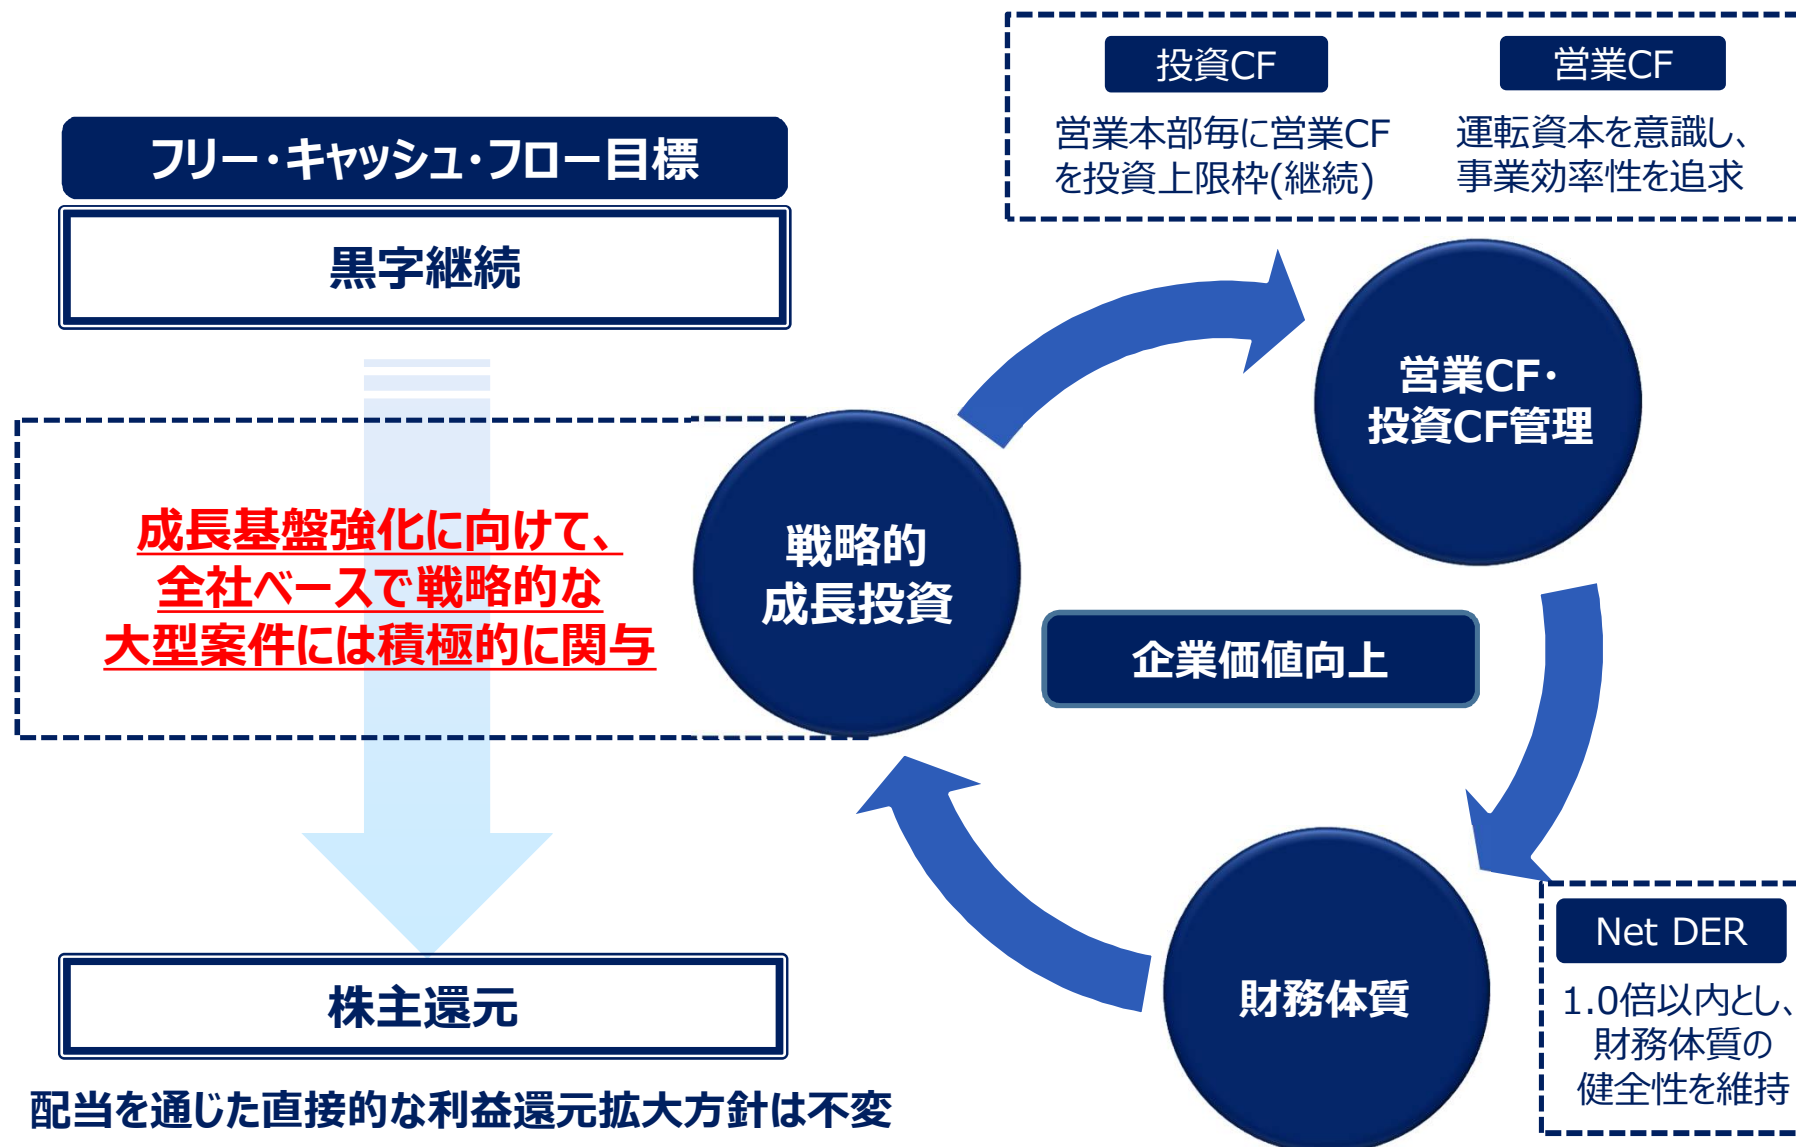 フリー・キャッシュ・フロー目標
黒字継続
成長基盤強化に向けて、
全社ベースで戦略的な
大型案件には積極的に関与
株主還元
配当を通じた直接的な利益還元拡大方針は不変
投資CF
営業本部毎に営業CF
を投資上限枠(継続)
営業CF
運転資本を意識し、
事業効率性を追求
営業CF・
投資CF管理
戦略的
成長投資
企業価値向上
財務体質
Net DER
1.0倍以内とし、
財務体質の
健全性を維持